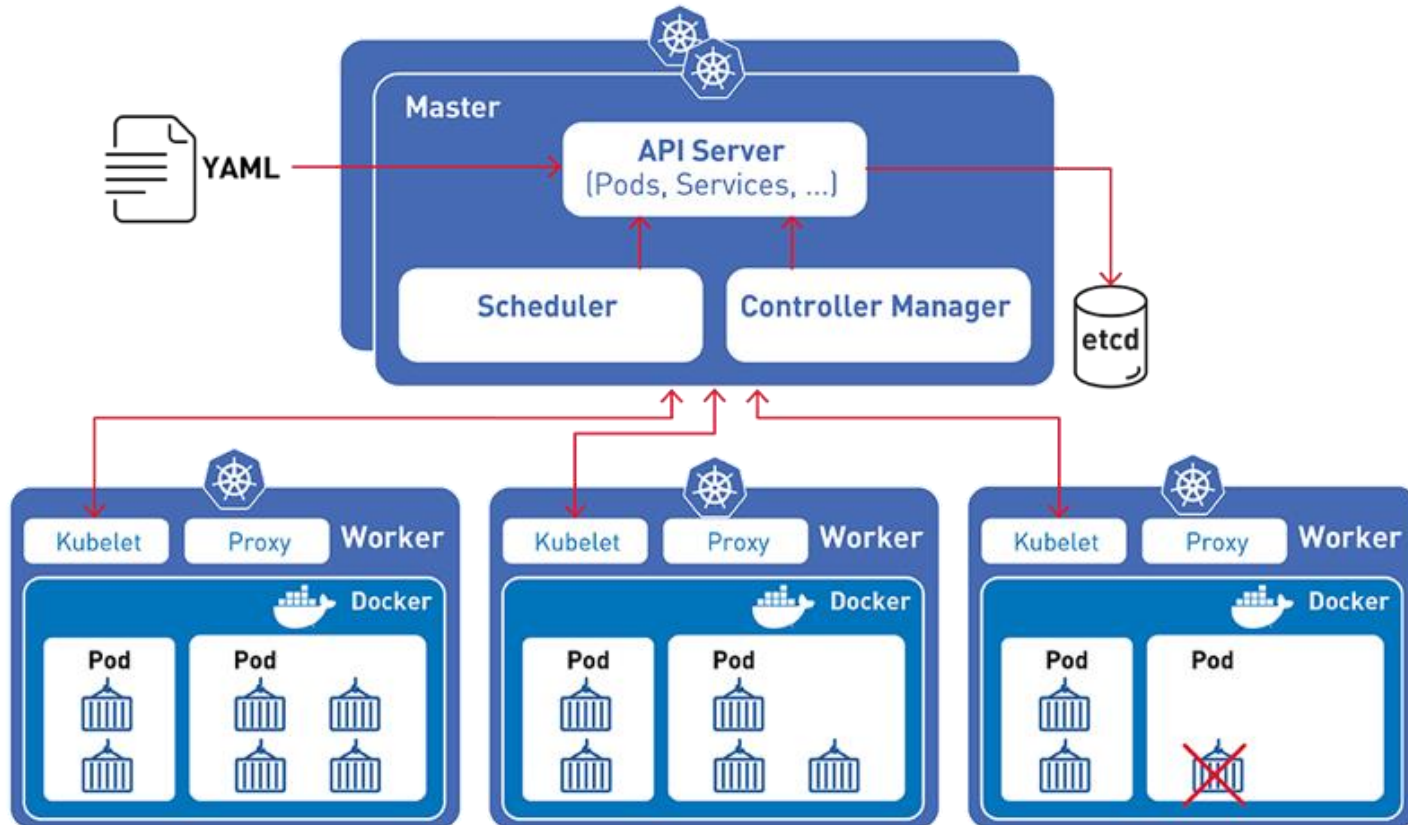 Master
YAML
API Server
(Pods, Services, ...)
Scheduler
Controller Manager
etcd
Kubelet
Proxy
Worker
Docker
Pod
Pod
Kubelet
Proxy
Worker
Docker
Pod
Pod
Kubelet
Proxy
Worker
Docker
Pod
Pod